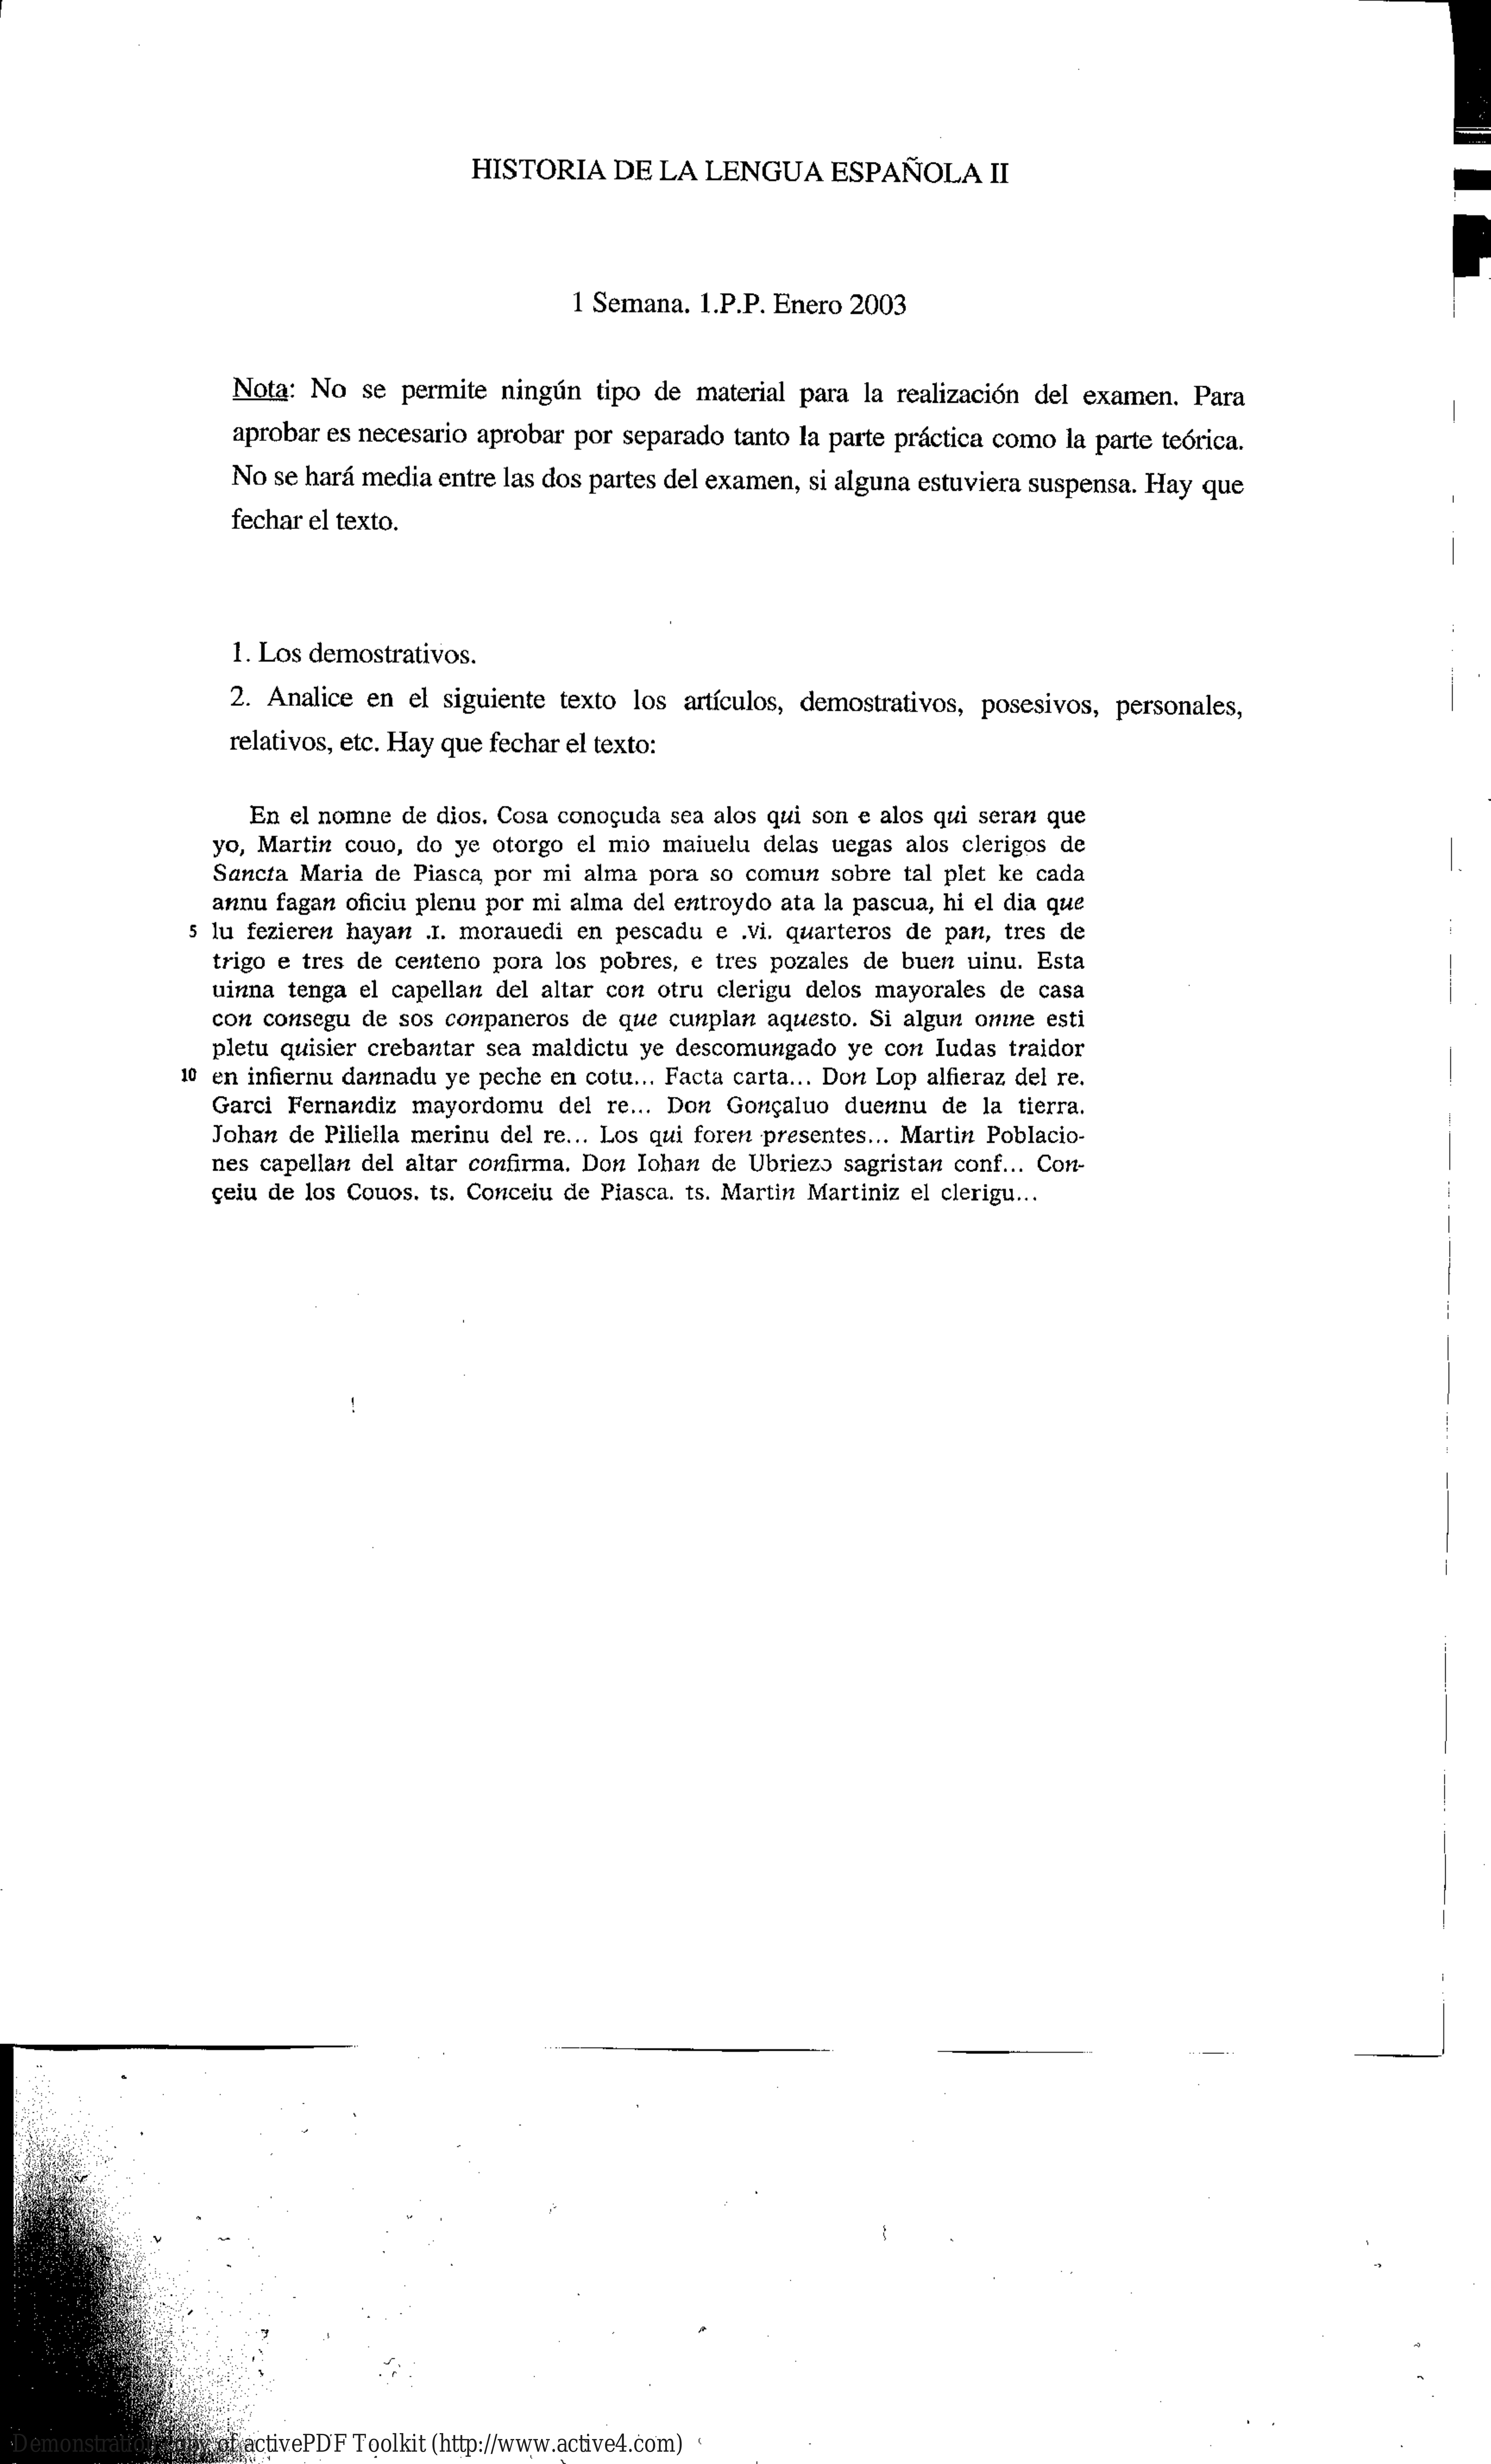 HISTORIA DE LA LENGUA ESPAÑOLA II
1 Semana. 1.P.P. Enero 2003
Nota: No se permite ningún tipo de material para la realización del examen. Para
aprobar es necesario aprobar por separado tanto la parte práctica como la parte teórica.
No se hará media entre las dos partes del examen, si alguna estuviera suspensa. Hay que
fechar el texto.
1. Los demostrativos.
2. Analice en el siguiente texto los artículos, demostrativos, posesivos, personales,
relativos, etc. Hay que fechar el texto:
En el nomne de dios. Cosa conoçuda sea alos qui son e alos qui seran que
yo, Martin couo, do ye otorgo el mio maiuelu delas uegas alos clerigos de
Sancta Maria de Piasca, por mi alma pora so comun sobre tal plet ke cada
annu fagan oficiu plenu por mi alma del entroydo ata la pascua, hi el dia que
5 lu fezieren hayan .I. morauedi en pescadu e .vi. quarteros de pan, tres de
trigo e tres de centeno pora los pobres, e tres pozales de buen uinu. Esta
uinna tenga el capellan del altar con otru clerigu delos mayorales de casa
con consegu de sos conpaneros de que cunplan aquesto. Si algun omne esti
pletu quisier crebantar sea maldictu ye descomungado ye con Iudas traidor
10 en infiernu dannadu ye peche en cotu... Facta carta... Don Lop alfieraz del re.
Garci Fernandiz mayordomu del re... Don Gonçaluo duennu de la tierra.
Johan de Piliella merinu del re... Los qui foren presentes... Martin Poblacio-
nes capellan del altar confirma. Don Iohan de Ubriezo sagristan conf... Con-
çeiu de los Couos. ts. Conceiu de Piasca. ts. Martin Martiniz el clerigu...
of activePDF Toolkit (http://www.active4.com)